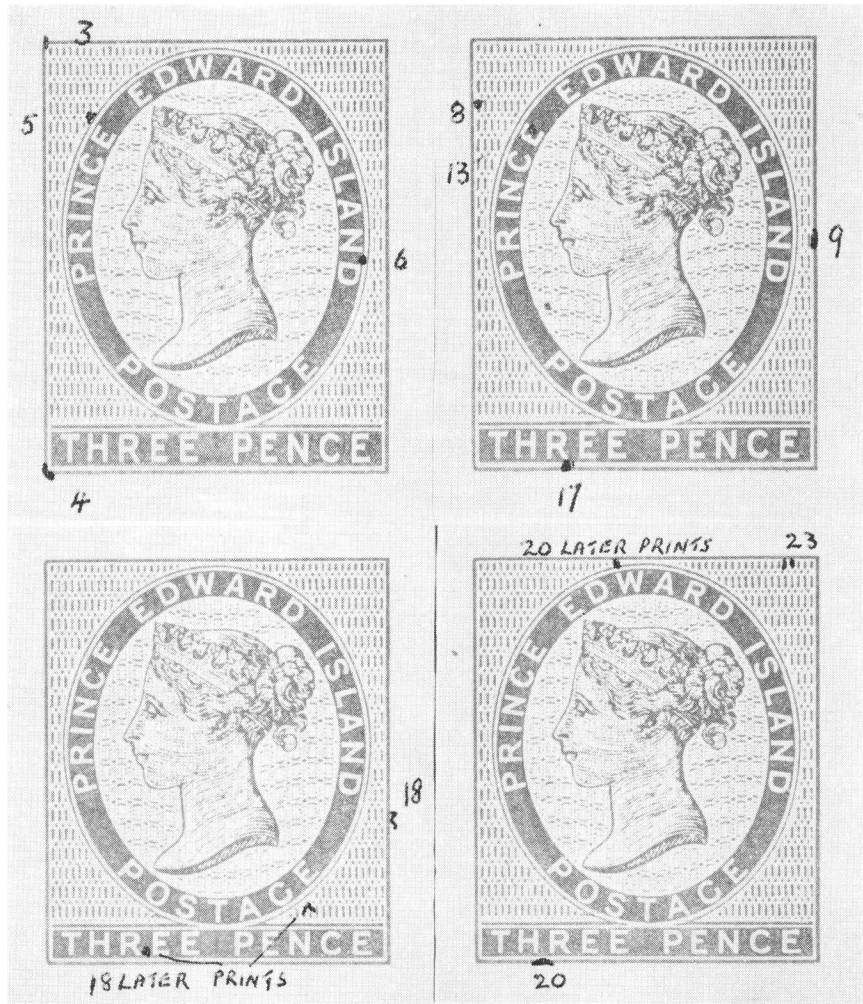 3
5
PRINCE EDWARD ISLAND
6
POSTAGE
THREE PENCE
4
8
13
PRINCE EDWARD ISLAND
9
POSTAGE
THREE PENCE
17
PRINCE EDWARD ISLAND
18
POSTAGE
THREE PENCE
18 LATER PRINTS
20 LATER PRINTS 23
PRINCE EDWARD ISLAND
POSTAGE
THREE PENCE
20